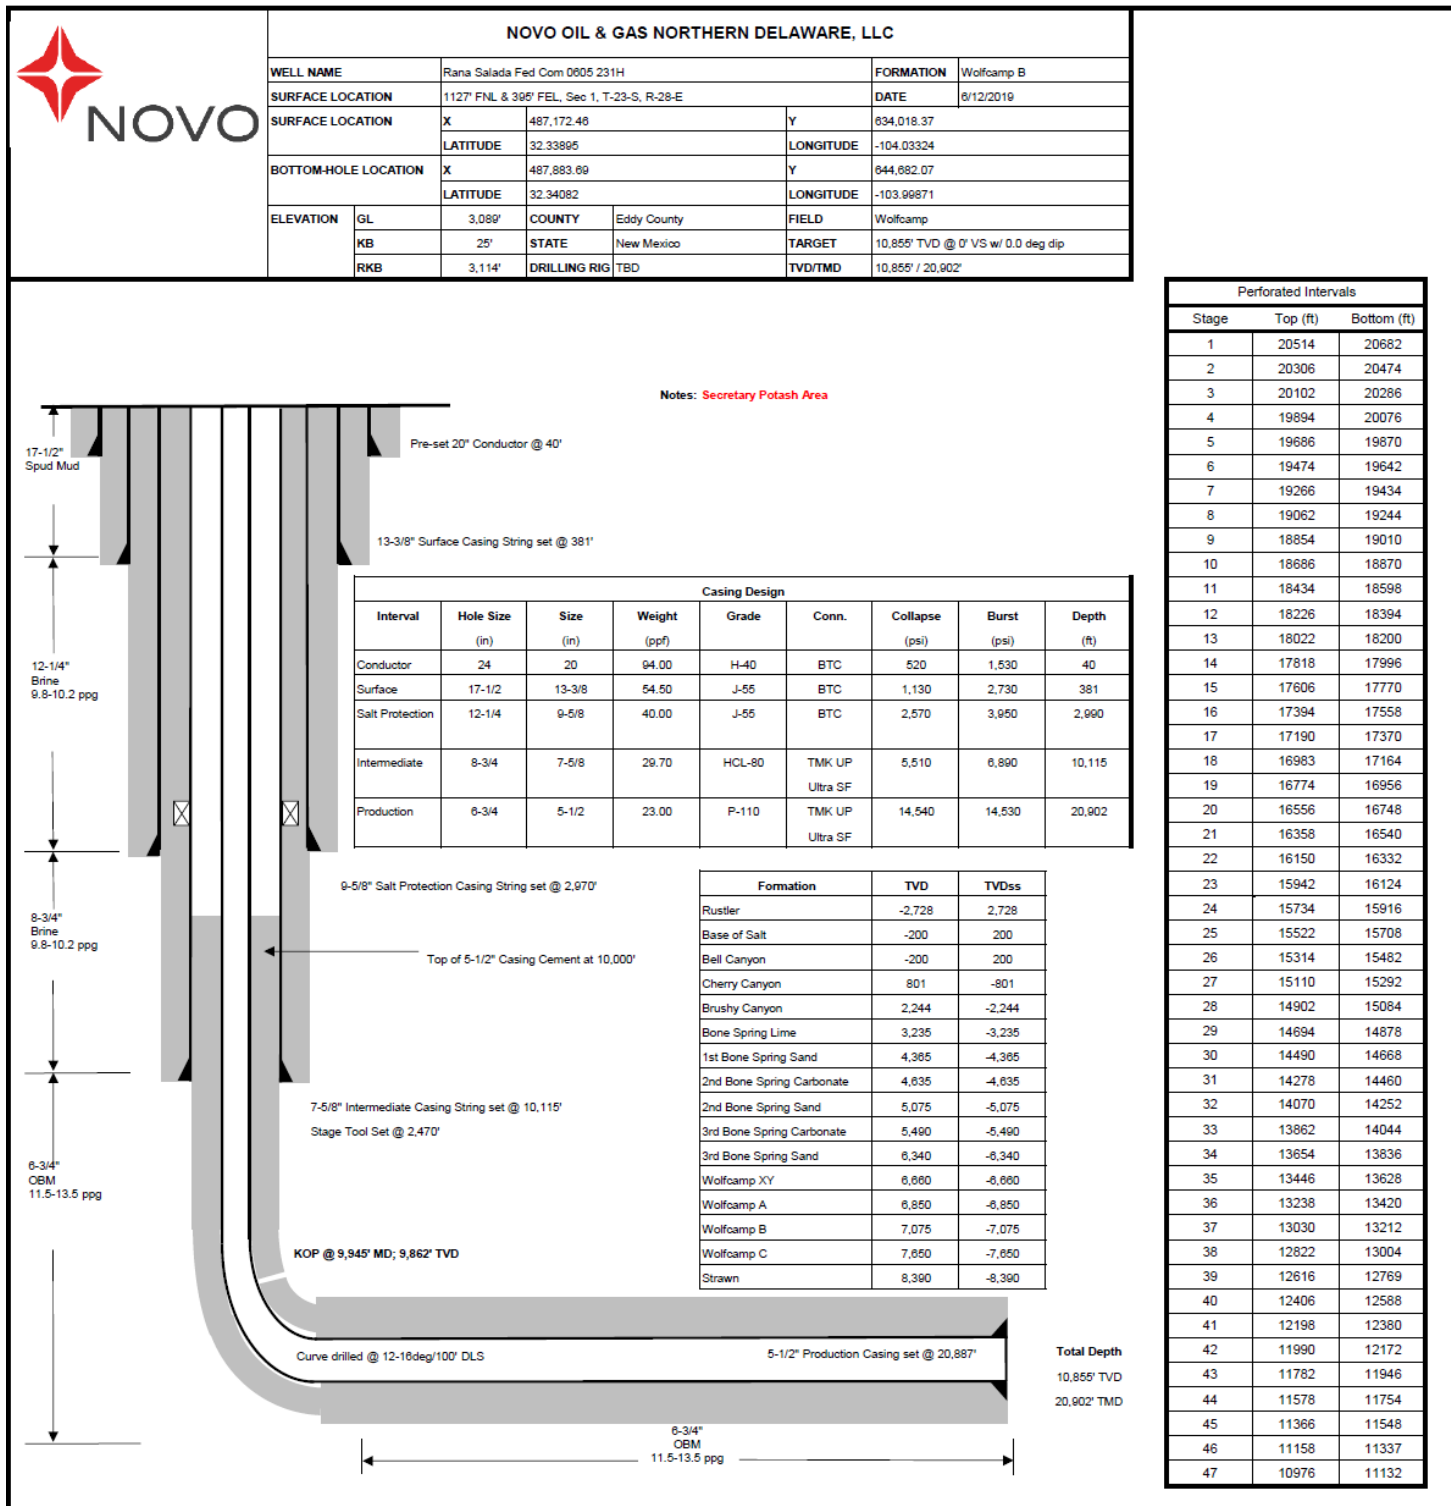 NOVO
NOVO OIL & GAS NORTHERN DELAWARE, LLC
WELL NAME Rana Salada Fed Com 0605 231H FORMATION Wolfcamp B
SURFACE LOCATION 1127' FNL & 395' FEL, Sec 1, T-23-S, R-28-E DATE 6/12/2019
SURFACE LOCATION X 487,172.46 Y 634,018.37
LATITUDE 32.33895 LONGITUDE -104.03324
BOTTOM-HOLE LOCATION X 487,883.69 Y 644,682.07
LATITUDE 32.34082 LONGITUDE -103.99871
ELEVATION GL 3,089' COUNTY Eddy County FIELD Wolfcamp
KB 25' STATE New Mexico TARGET 10,855' TVD @ 0' VS w/ 0.0 deg dip
RKB 3,114' DRILLING RIG TBD TVD/TMD 10,855' / 20,902'
Notes: Secretary Potash Area
17-1/2"
Spud Mud
Pre-set 20" Conductor @ 40'
13-3/8" Surface Casing String set @ 381'
12-1/4"
Brine
9.8-10.2 ppg
Casing Design
Interval Hole Size Size Weight Grade Conn. Collapse Burst Depth
(in) (in) (ppf) (psi) (psi) (ft)
Conductor 24 20 94.00 H-40 BTC 520 1,530 40
Surface 17-1/2 13-3/8 54.50 J-55 BTC 1,130 2,730 381
Salt Protection 12-1/4 9-5/8 40.00 J-55 BTC 2,570 3,950 2,990
Intermediate 8-3/4 7-5/8 29.70 HCL-80 TMK UP 5,510 6,890 10,115
Ultra SF
Production 6-3/4 5-1/2 23.00 P-110 TMK UP 14,540 14,530 20,902
Ultra SF
9-5/8" Salt Protection Casing String set @ 2,970'
8-3/4"
Brine
9.8-10.2 ppg
Top of 5-1/2" Casing Cement at 10,000'
7-5/8" Intermediate Casing String set @ 10,115'
Stage Tool Set @ 2,470'
6-3/4"
OBM
11.5-13.5 ppg
KOP @ 9,945' MD; 9,862' TVD
Formation TVD TVDss
Rustler -2,728 2,728
Base of Salt -200 200
Bell Canyon -200 200
Cherry Canyon 801 -801
Brushy Canyon 2,244 -2,244
Bone Spring Lime 3,235 -3,235
1st Bone Spring Sand 4,365 -4,365
2nd Bone Spring Carbonate 4,635 -4,635
2nd Bone Spring Sand 5,075 -5,075
3rd Bone Spring Carbonate 5,490 -5,490
3rd Bone Spring Sand 6,340 -6,340
Wolfcamp XY 6,660 -6,660
Wolfcamp A 6,850 -6,850
Wolfcamp B 7,075 -7,075
Wolfcamp C 7,650 -7,650
Strawn 8,390 -8,390
Curve drilled @ 12-16deg/100' DLS
5-1/2" Production Casing set @ 20,887'
Total Depth
10,855' TVD
20,902' TMD
6-3/4"
OBM
11.5-13.5 ppg
Perforated Intervals
Stage Top (ft) Bottom (ft)
1 20514 20682
2 20306 20474
3 20102 20286
4 19894 20076
5 19686 19870
6 19474 19642
7 19266 19434
8 19062 19244
9 18854 19010
10 18686 18870
11 18434 18598
12 18226 18394
13 18022 18200
14 17818 17996
15 17606 17770
16 17394 17558
17 17190 17370
18 16983 17164
19 16774 16956
20 16556 16748
21 16358 16540
22 16150 16332
23 15942 16124
24 15734 15916
25 15522 15708
26 15314 15482
27 15110 15292
28 14902 15084
29 14694 14878
30 14490 14668
31 14278 14460
32 14070 14252
33 13862 14044
34 13654 13836
35 13446 13628
36 13238 13420
37 13030 13212
38 12822 13004
39 12616 12769
40 12406 12588
41 12198 12380
42 11990 12172
43 11782 11946
44 11578 11754
45 11366 11548
46 11158 11337
47 10976 11132